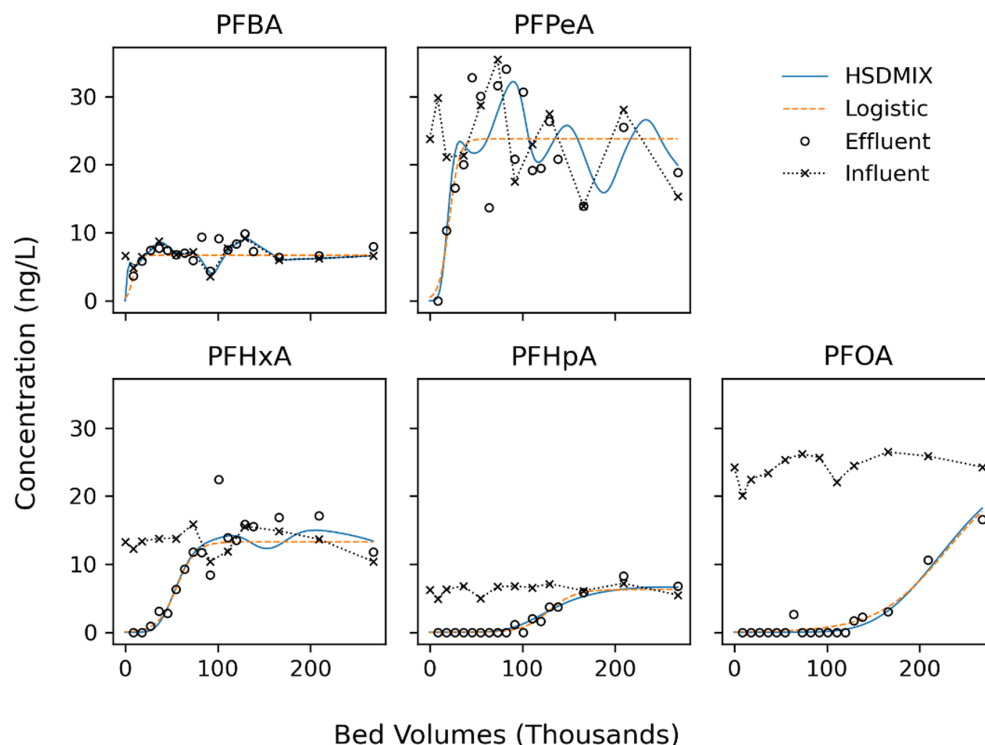 PFBA
PFPeA
HSDMIX
Logistic
Effluent
Influent
30
20
10
0
PFHxA
PFHpA
PFOA
30
20
10
0
0 100 200
0 100 200
0 100 200
Concentration (ng/L)
Bed Volumes (Thousands)